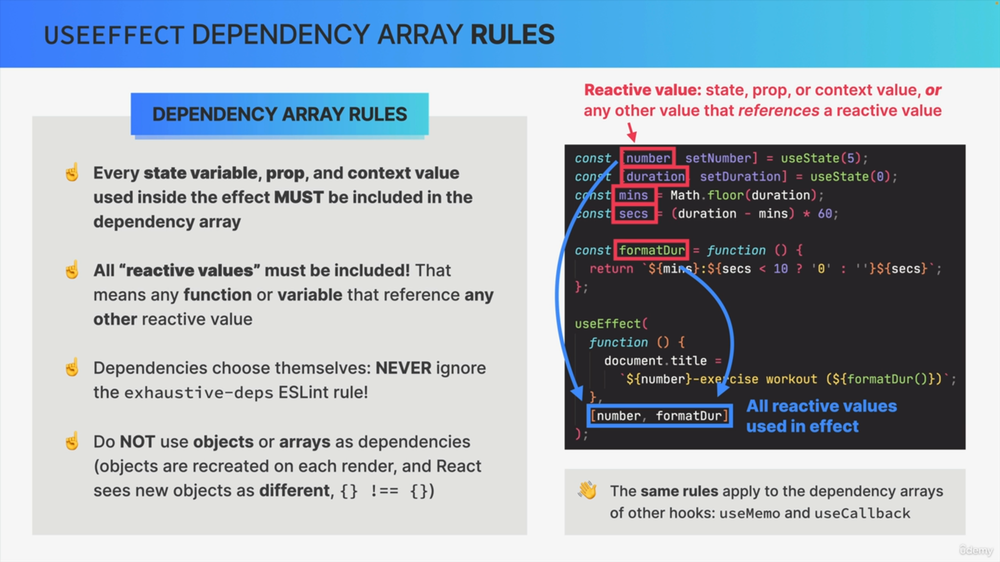 USEEFFECT DEPENDENCY ARRAY RULES
DEPENDENCY ARRAY RULES
Every state variable, prop, and context value
used inside the effect MUST be included in the
dependency array
All “reactive values” must be included! That
means any function or variable that reference any
other reactive value
Dependencies choose themselves: NEVER ignore
the exhaustive-deps ESLint rule!
Do NOT use objects or arrays as dependencies
(objects are recreated on each render, and React
sees new objects as different, {} !== {})
Reactive value: state, prop, or context value, or
any other value that references a reactive value
const [number setNumber] = useState(5);
const [duration setDuration] = useState(0);
const mins = Math.floor(duration);
const secs = (duration - mins) * 60;
const formatDur = function () {
return `${mins}:${secs < 10 ? '0' : ''}${secs}`;
};
useEffect(
function () {
document.title =
`${number}-exercise workout (${formatDur()})`;
},
[number, formatDur]
);
All reactive values
used in effect
The same rules apply to the dependency arrays
of other hooks: useMemo and useCallback
ûdemy